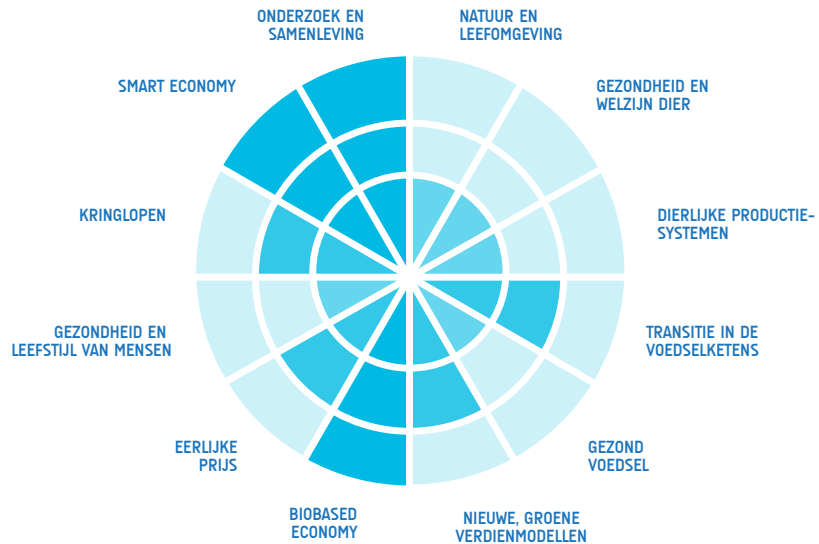 ONDERZOEK EN
SAMENLEVING
NATUUR EN
LEEFOMGEVING
SMART ECONOMY
GEZONDHEID EN
WELZIJN DIER
KRINGLOPEN
DIERLIJKE PRODUCTIE-
SYSTEMEN
GEZONDHEID EN
LEEFSTIJL VAN MENSEN
TRANSITIE IN DE
VOEDSELKETENS
EERLIJKE
PRIJS
GEZOND
VOEDSEL
BIOBASED
ECONOMY
NIEUWE, GROENE
VERDIENMODELLEN